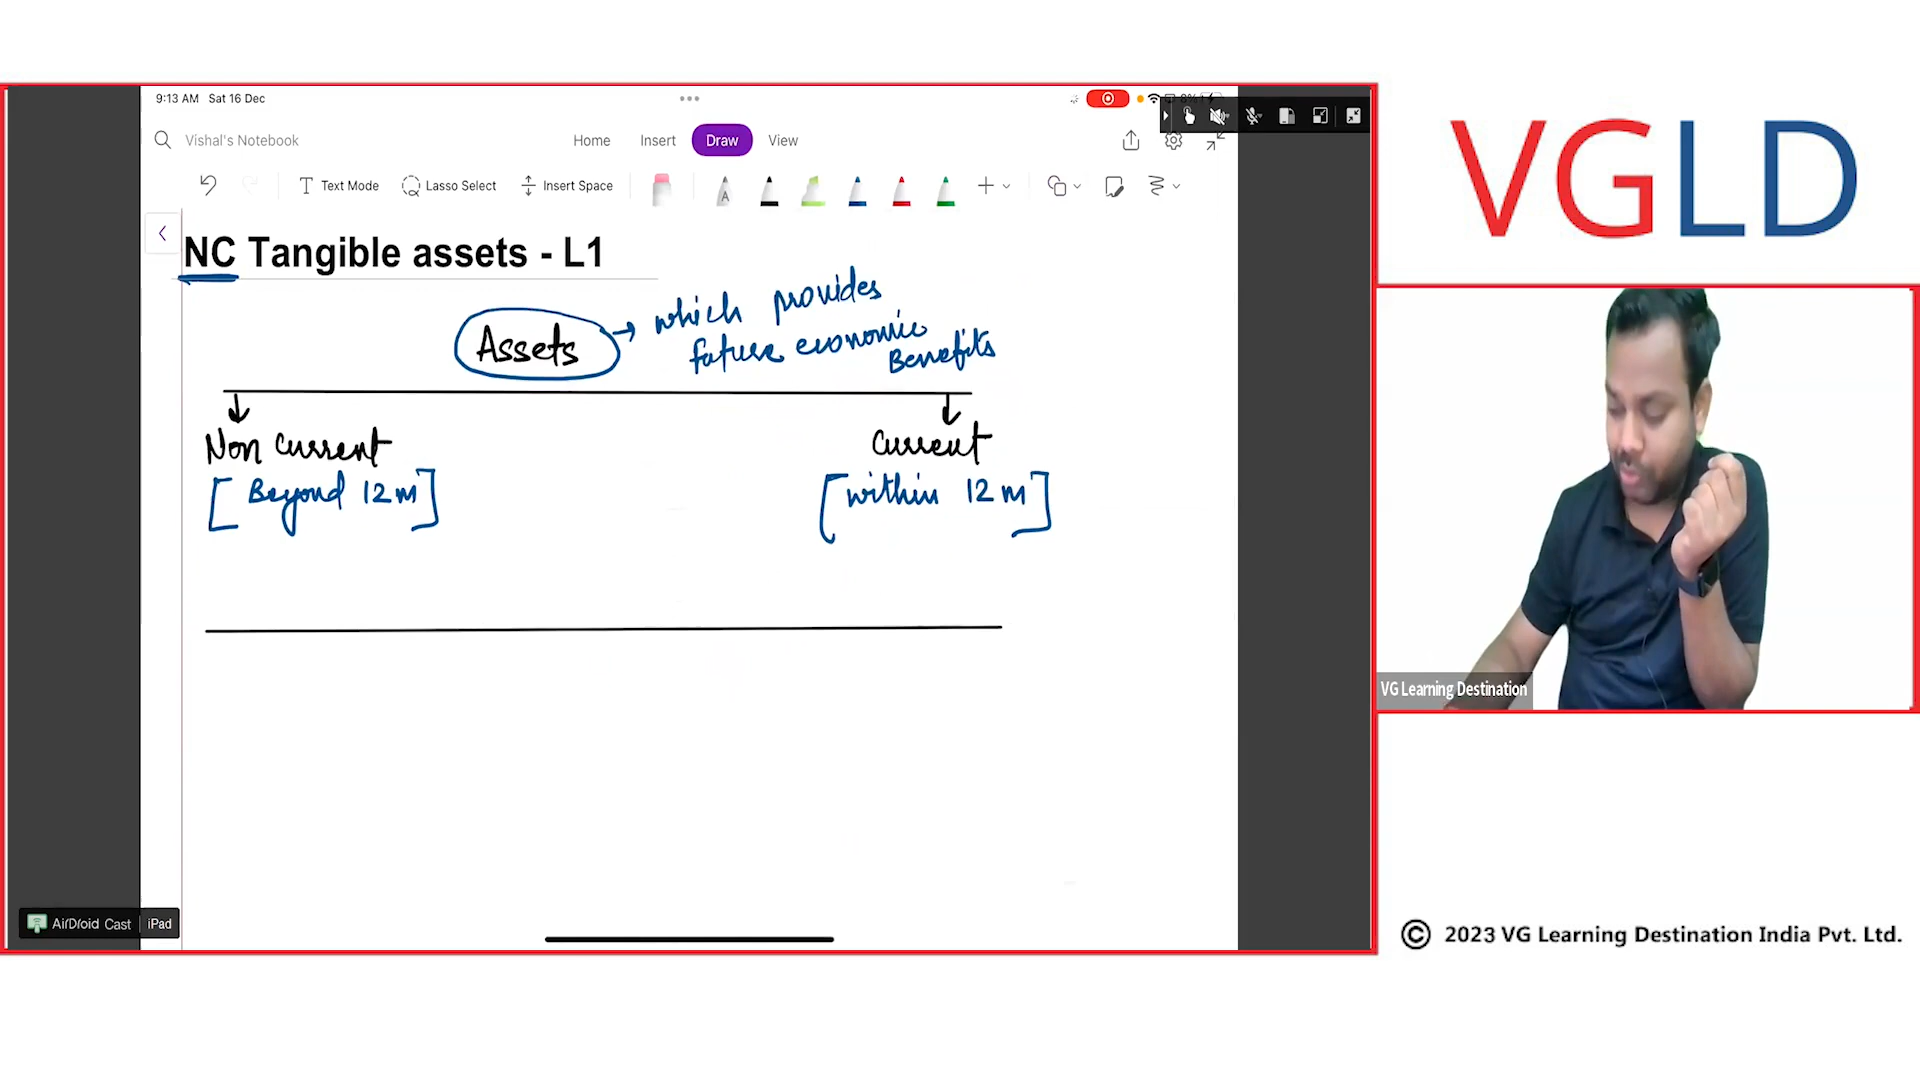 9:13 AM Sat 16 Dec
8%
Vishal's Notebook
Home Insert Draw View
Text Mode Lasso Select Insert Space
A
NC Tangible assets - L1
Assets → which provides
future economic
Benefits
Non Current Current
[Beyond 12 m] [within 12 m]
AirDroid Cast iPad
VGLD
VG Learning Destination
© 2023 VG Learning Destination India Pvt. Ltd.